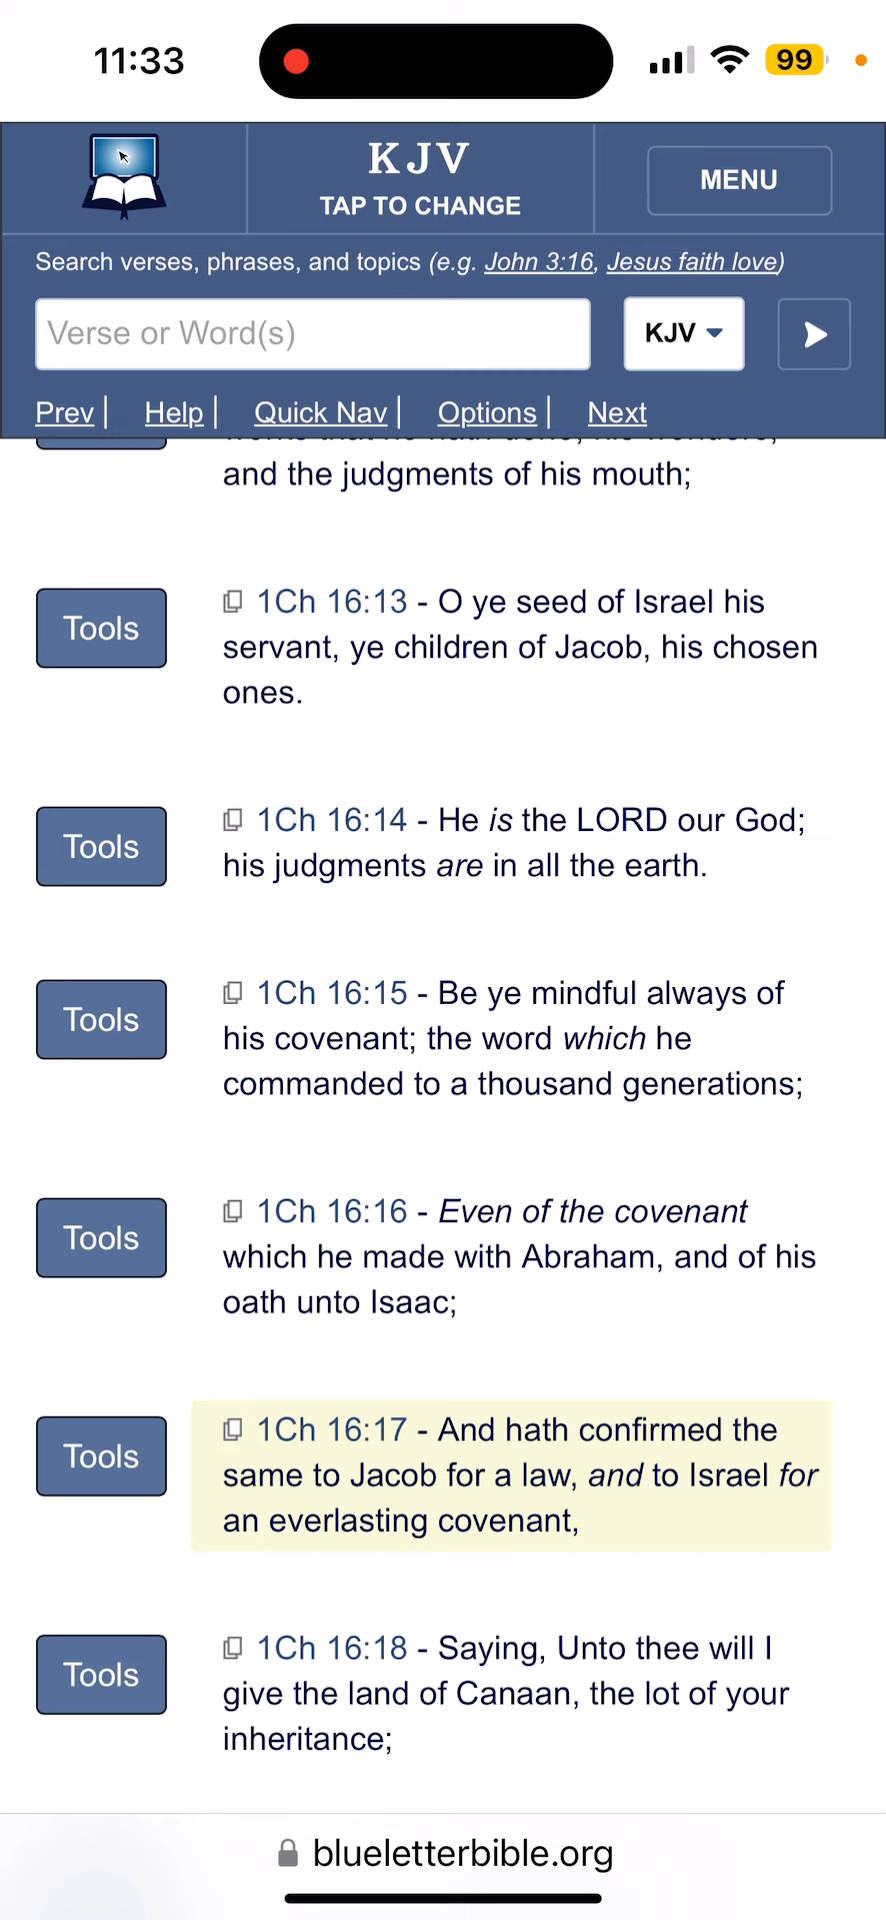 11:33
99
KJV
TAP TO CHANGE
MENU
Search verses, phrases, and topics (e.g. John 3:16, Jesus faith love)
Verse or Word(s)
KJV
Prev | Help | Quick Nav | Options | Next
and the judgments of his mouth;
Tools
1Ch 16:13 - O ye seed of Israel his
servant, ye children of Jacob, his chosen
ones.
Tools
1Ch 16:14 - He is the LORD our God;
his judgments are in all the earth.
Tools
1Ch 16:15 - Be ye mindful always of
his covenant; the word which he
commanded to a thousand generations;
Tools
1Ch 16:16 - Even of the covenant
which he made with Abraham, and of his
oath unto Isaac;
Tools
1Ch 16:17 - And hath confirmed the
same to Jacob for a law, and to Israel for
an everlasting covenant,
Tools
1Ch 16:18 - Saying, Unto thee will I
give the land of Canaan, the lot of your
inheritance;
blueletterbible.org